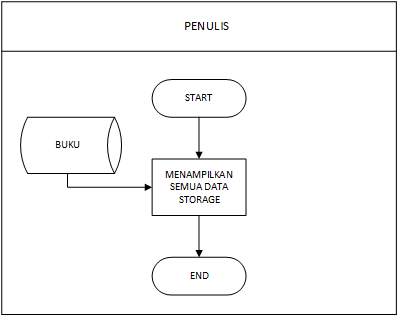 PENULIS
START
BUKU
MENAMPILKAN
SEMUA DATA
STORAGE
END